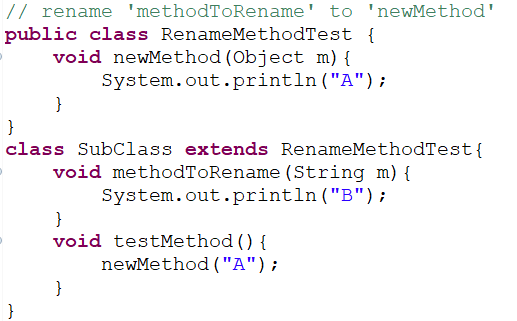 // rename 'methodToRename' to 'newMethod'
public class RenameMethodTest {
    void newMethod(Object m){
        System.out.println("A");
    }
}
class SubClass extends RenameMethodTest{
    void methodToRename(String m){
        System.out.println("B");
    }
    void testMethod(){
        newMethod("A");
    }
}